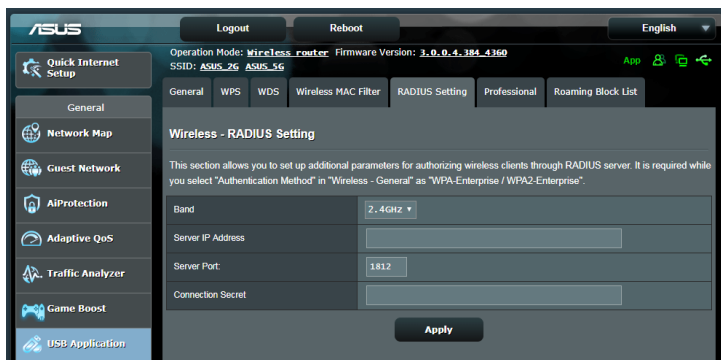 ASUS
Logout
Reboot
English
Quick Internet
Setup
General
Network Map
Guest Network
AiProtection
Adaptive QoS
Traffic Analyzer
Game Boost
USB Application
Operation Mode: Wireless router Firmware Version: 3.0.0.4.384_4360
SSID: ASUS_2G ASUS_5G
App
General WPS WDS Wireless MAC Filter RADIUS Setting Professional Roaming Block List
Wireless - RADIUS Setting
This section allows you to set up additional parameters for authorizing wireless clients through RADIUS server. It is required while
you select "Authentication Method" in "Wireless - General" as "WPA-Enterprise / WPA2-Enterprise".
Band 2.4GHz
Server IP Address
Server Port: 1812
Connection Secret
Apply